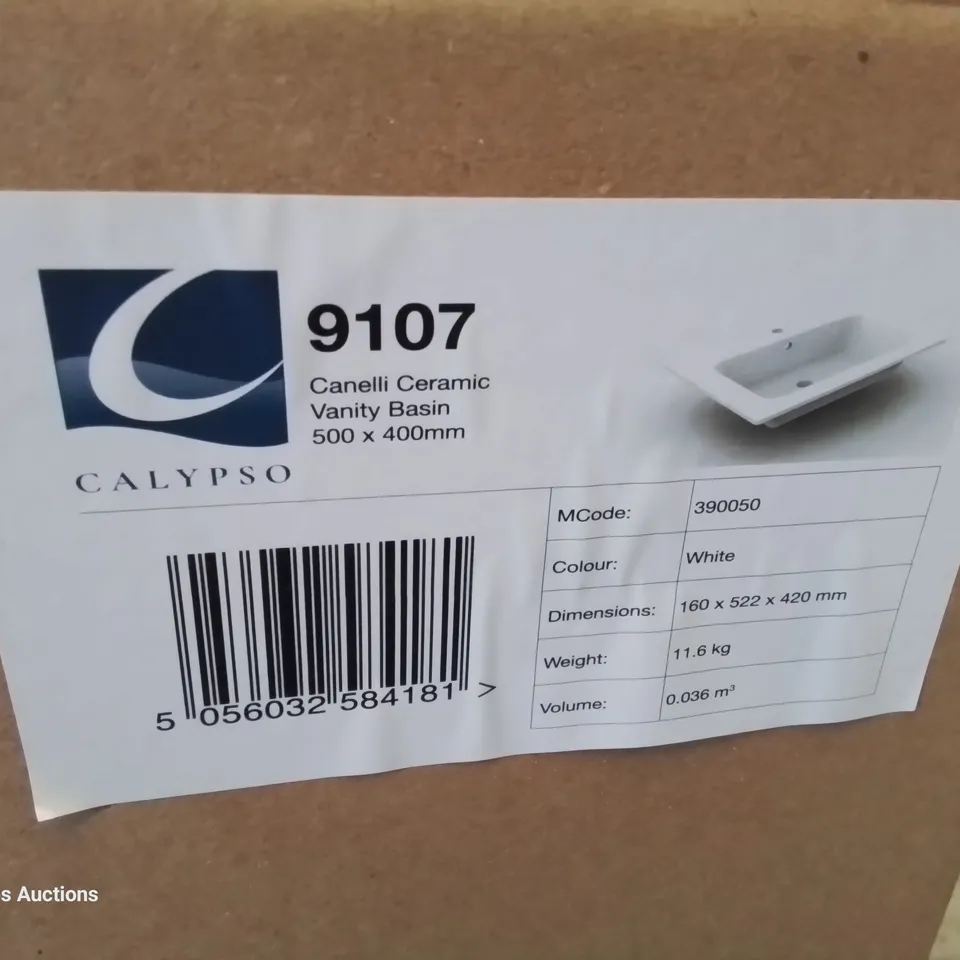 9107
Canelli Ceramic
Vanity Basin
500 x 400mm
CALYPSO
MCode: 390050
Colour: White
Dimensions: 160 x 522 x 420 mm
Weight: 11.6 kg
Volume: 0.036 m³
5 056032 584181 >
s Auctions